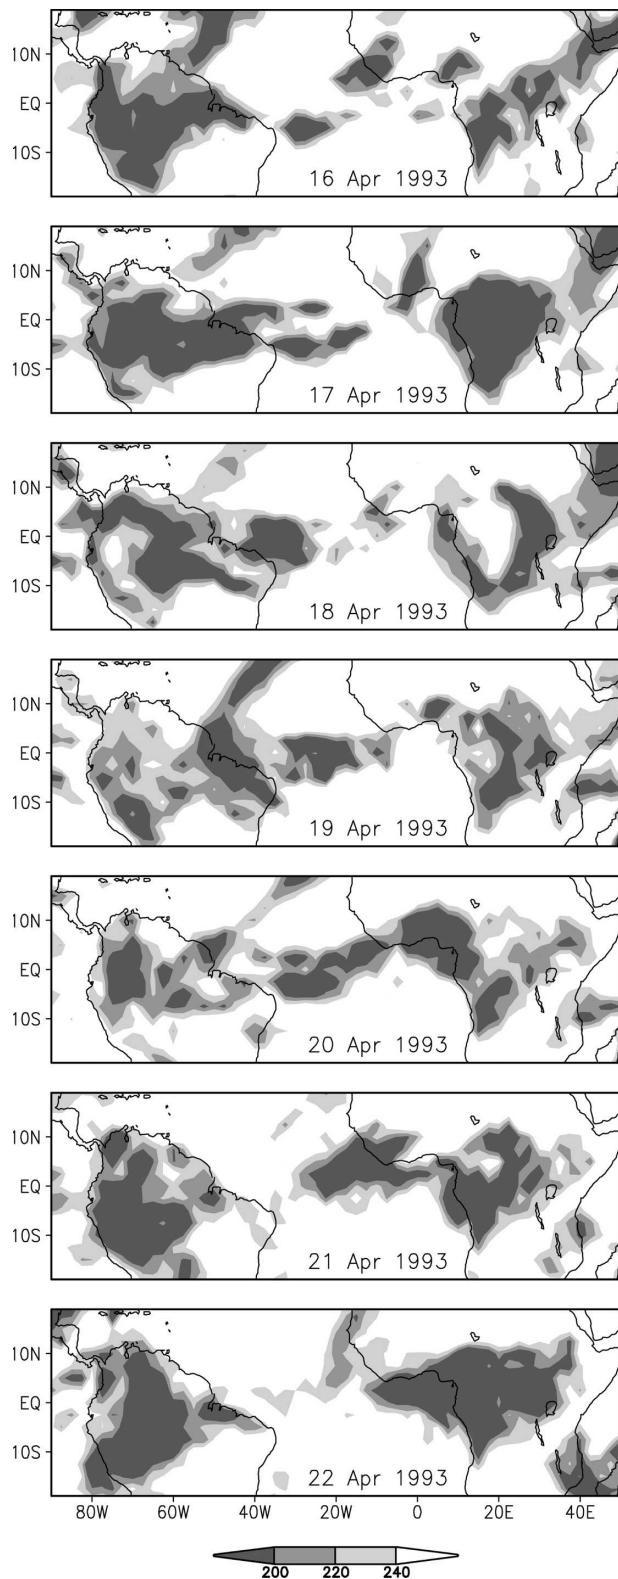 10N
EQ
10S
16 Apr 1993
10N
EQ
10S
17 Apr 1993
10N
EQ
10S
18 Apr 1993
10N
EQ
10S
19 Apr 1993
10N
EQ
10S
20 Apr 1993
10N
EQ
10S
21 Apr 1993
10N
EQ
10S
22 Apr 1993
80W 60W 40W 20W 0 20E 40E
200 220 240